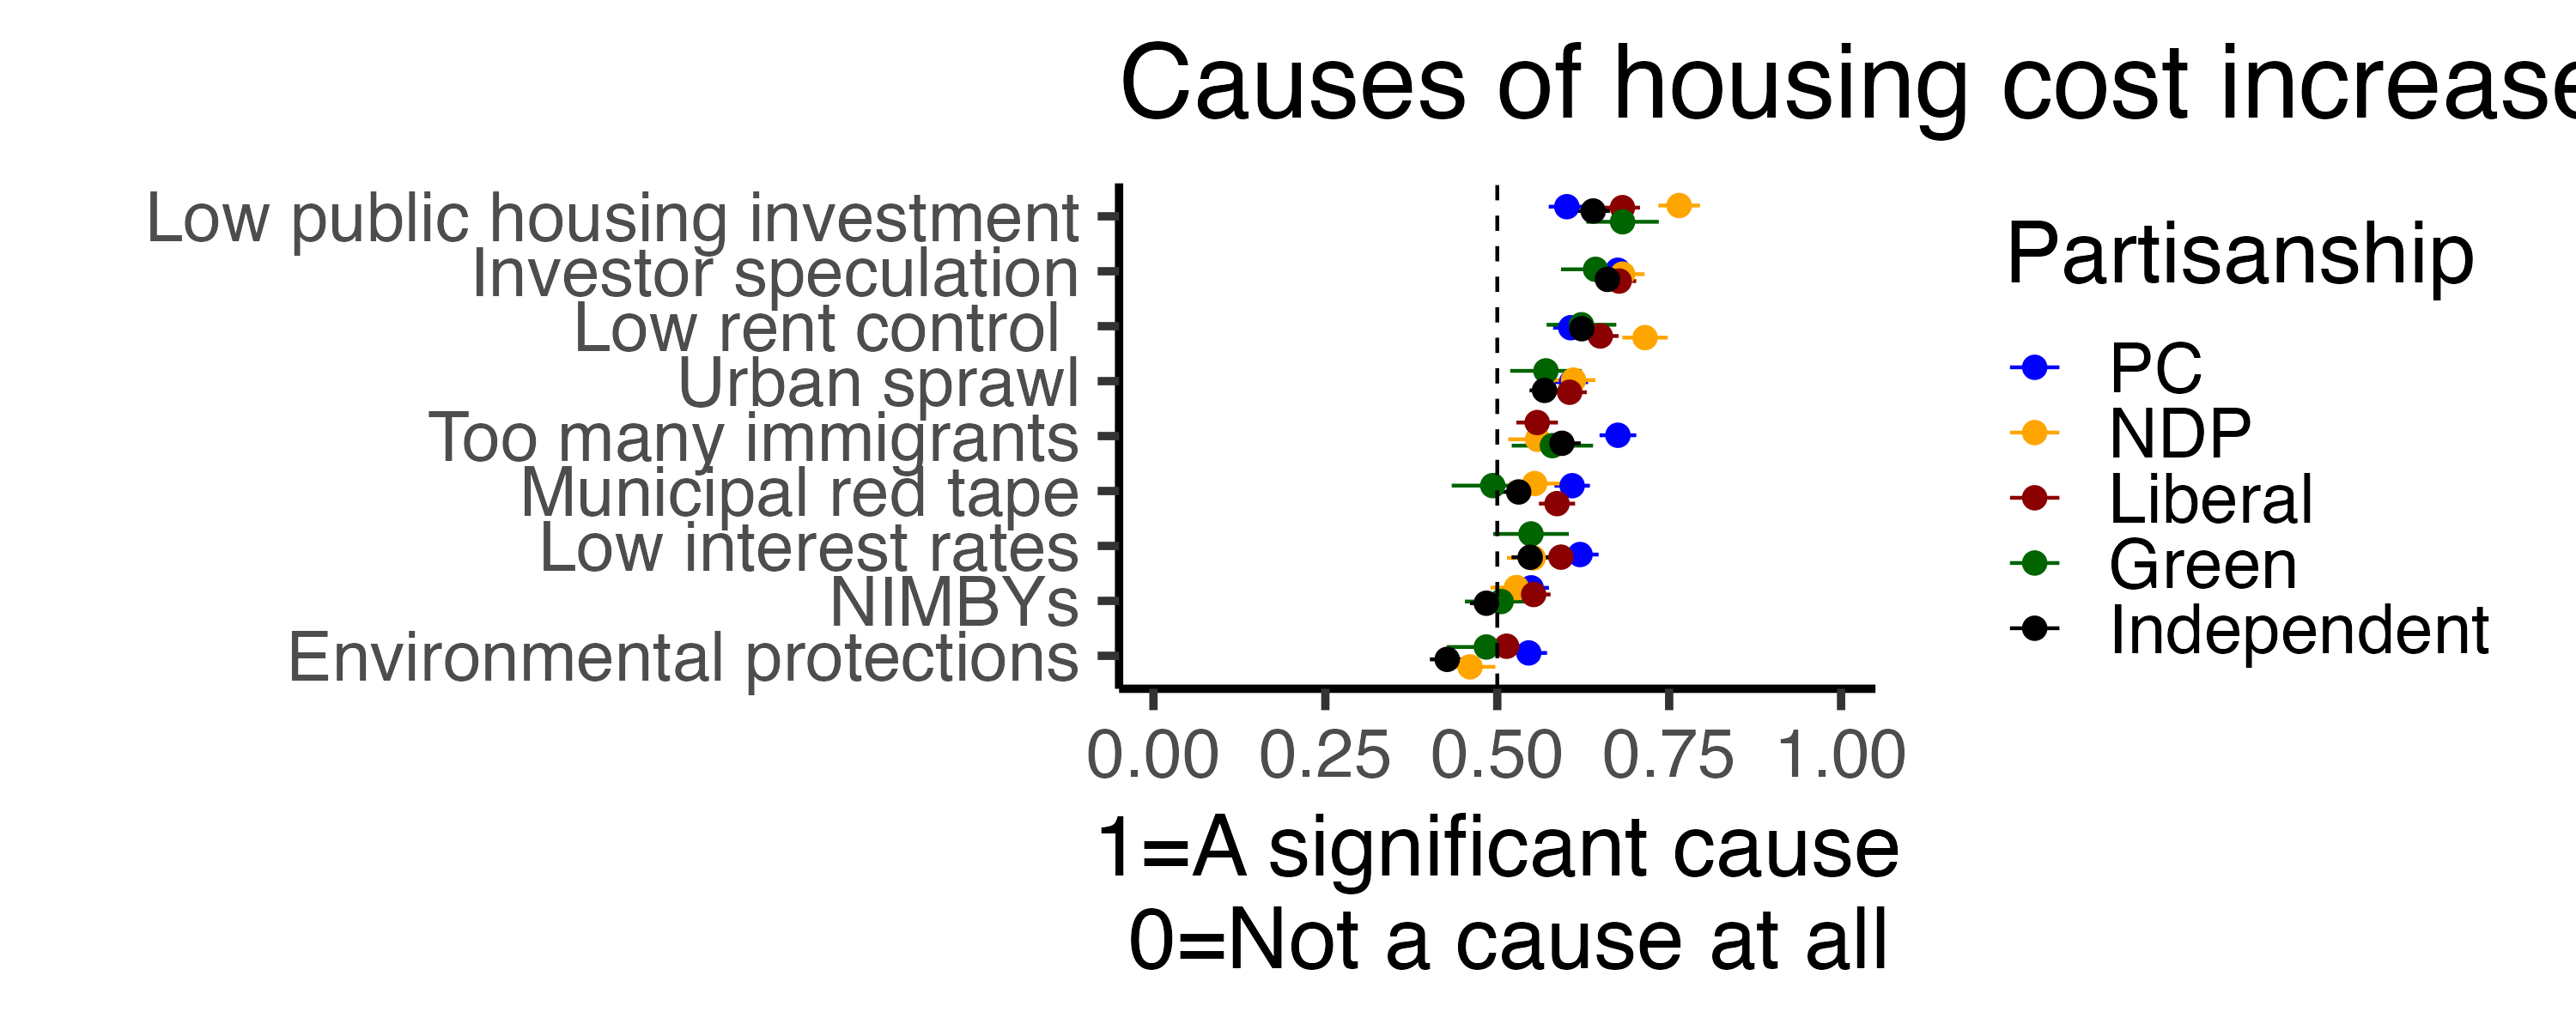 Causes of housing cost increase
Low public housing investment
Investor speculation
Low rent control
Urban sprawl
Too many immigrants
Municipal red tape
Low interest rates
NIMBYs
Environmental protections
0.00 0.25 0.50 0.75 1.00
1=A significant cause
0=Not a cause at all
Partisanship
PC
NDP
Liberal
Green
Independent